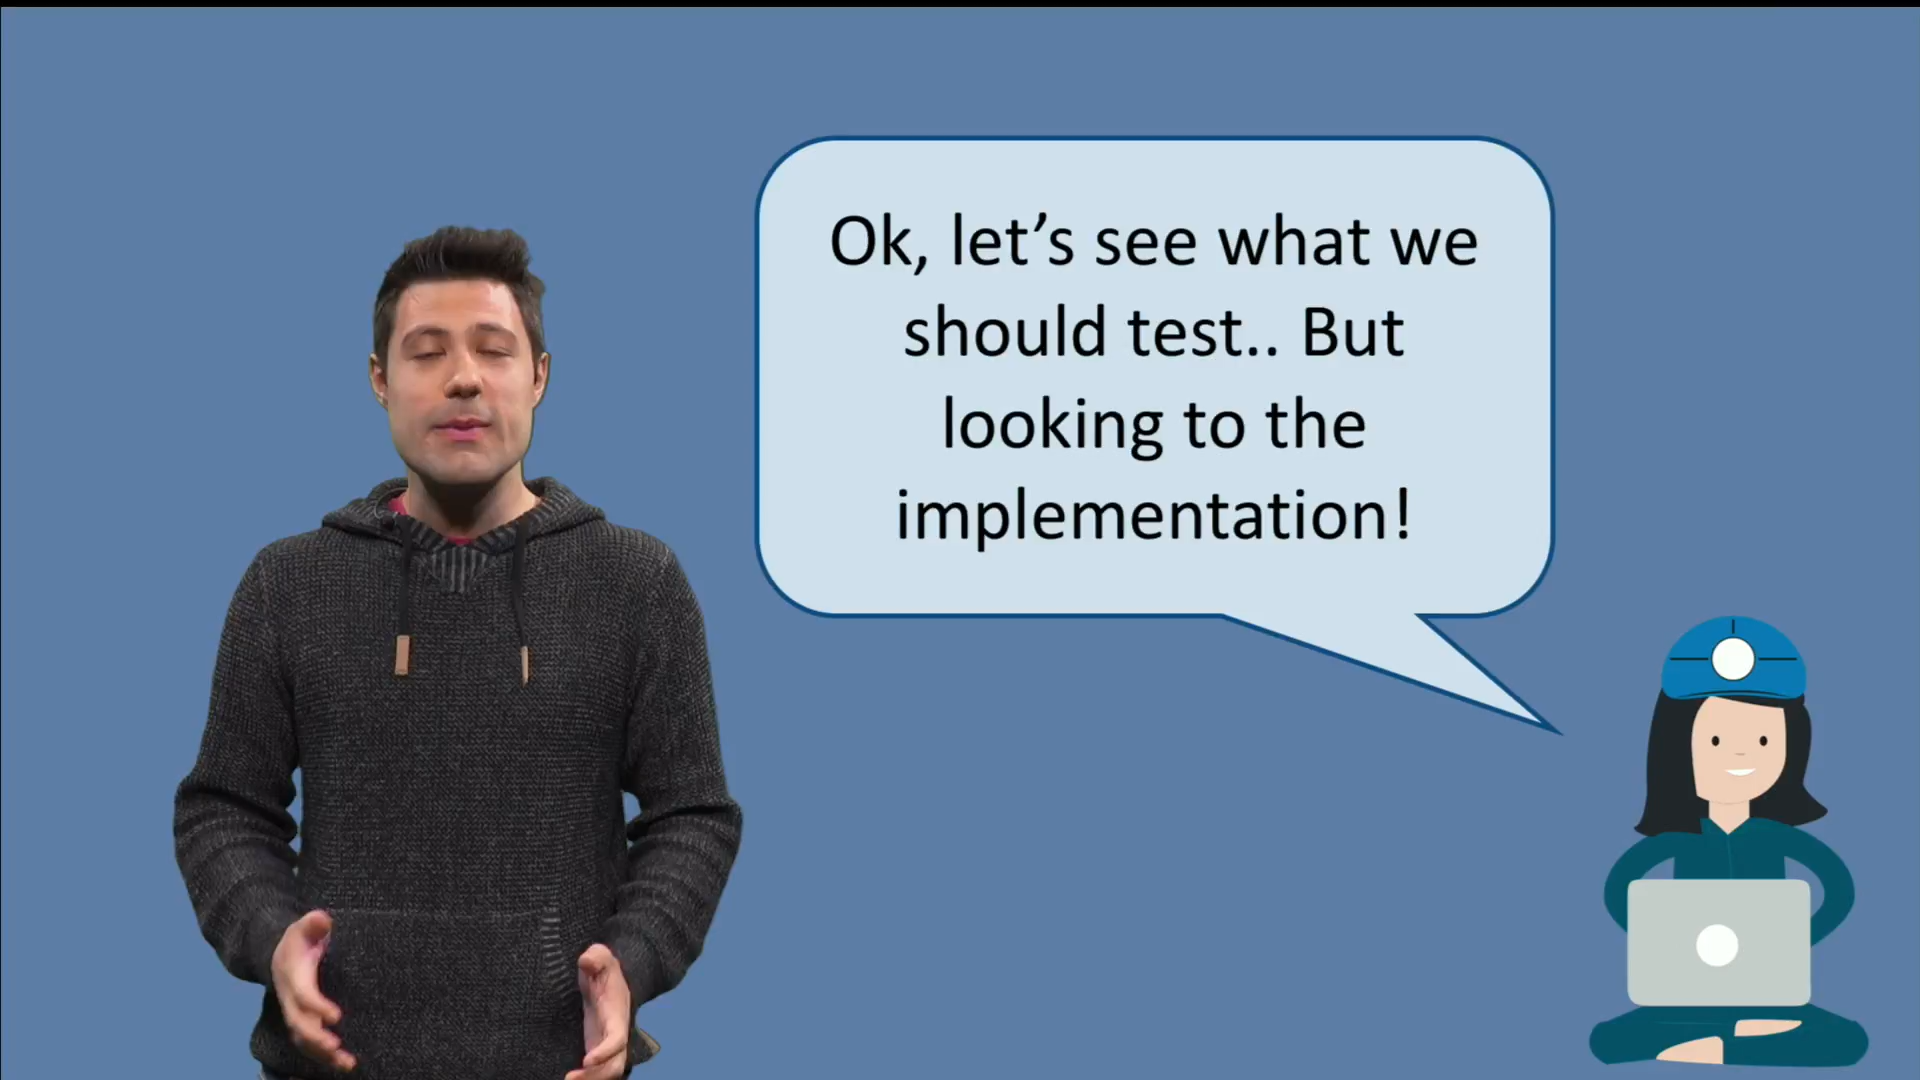 Ok, let’s see what we
should test.. But
looking to the
implementation!